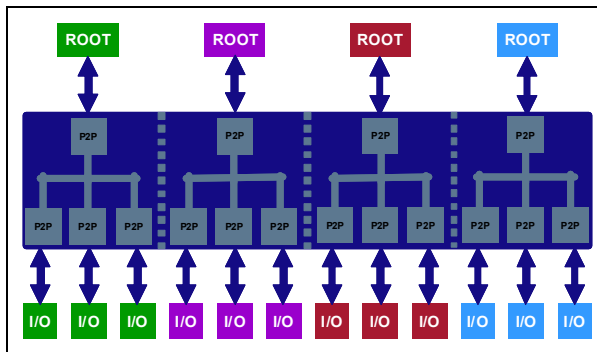 ROOT ROOT ROOT ROOT
P2P P2P P2P P2P
P2P P2P P2P P2P P2P P2P P2P P2P P2P P2P P2P P2P
I/O I/O I/O I/O I/O I/O I/O I/O I/O I/O I/O I/O